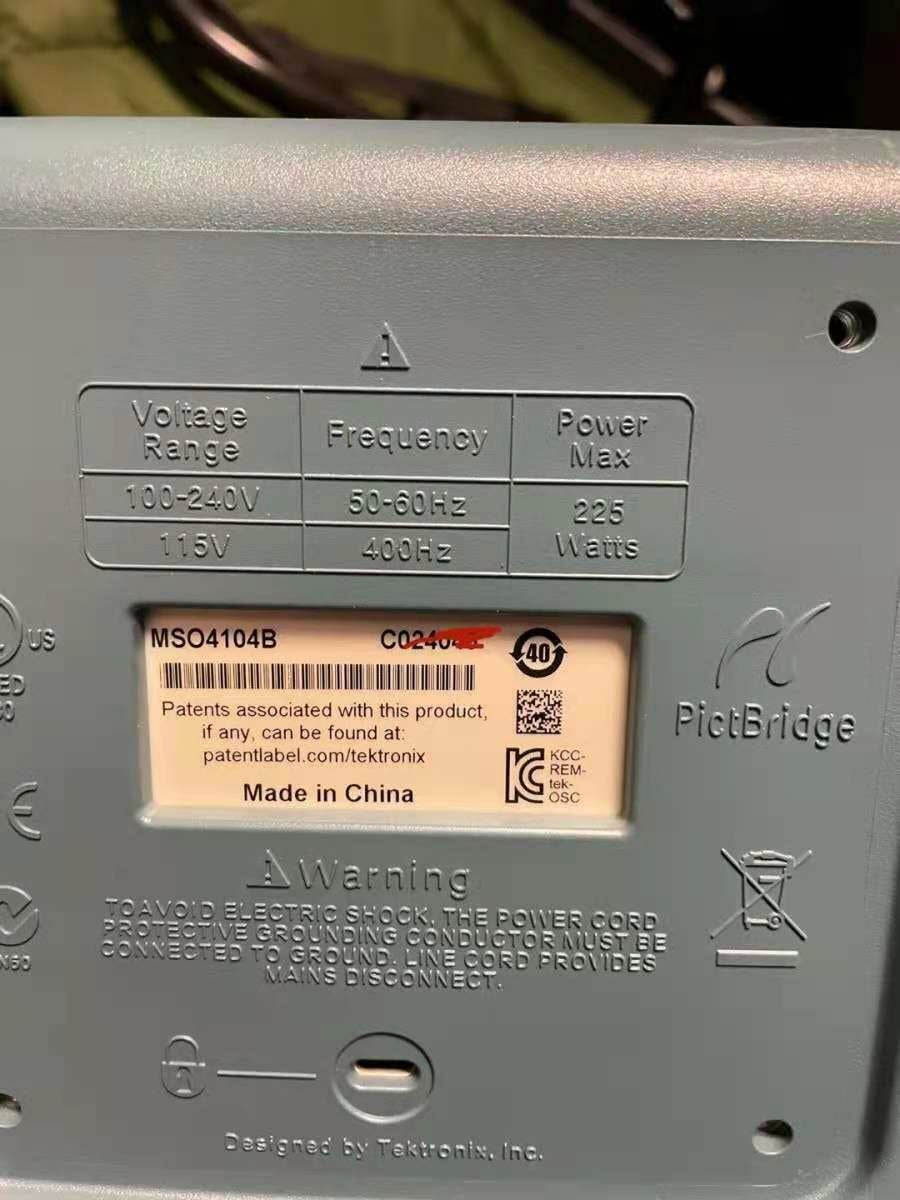 Voltage Range
Frequency
Power Max
100-240V
50-60Hz
225 Watts
115V
400Hz
MSO4104B
40
Patents associated with this product,
if any, can be found at:
patentlabel.com/tektronix
Made in China
KCC-
REM-
tek-
OSC
US
PictBridge
CE
N50
Warning
TO AVOID ELECTRIC SHOCK, THE POWER CORD
PROTECTIVE GROUNDING CONDUCTOR MUST BE
CONNECTED TO GROUND. LINE CORD PROVIDES
MAINS DISCONNECT.
Designed by Tektronix, Inc.